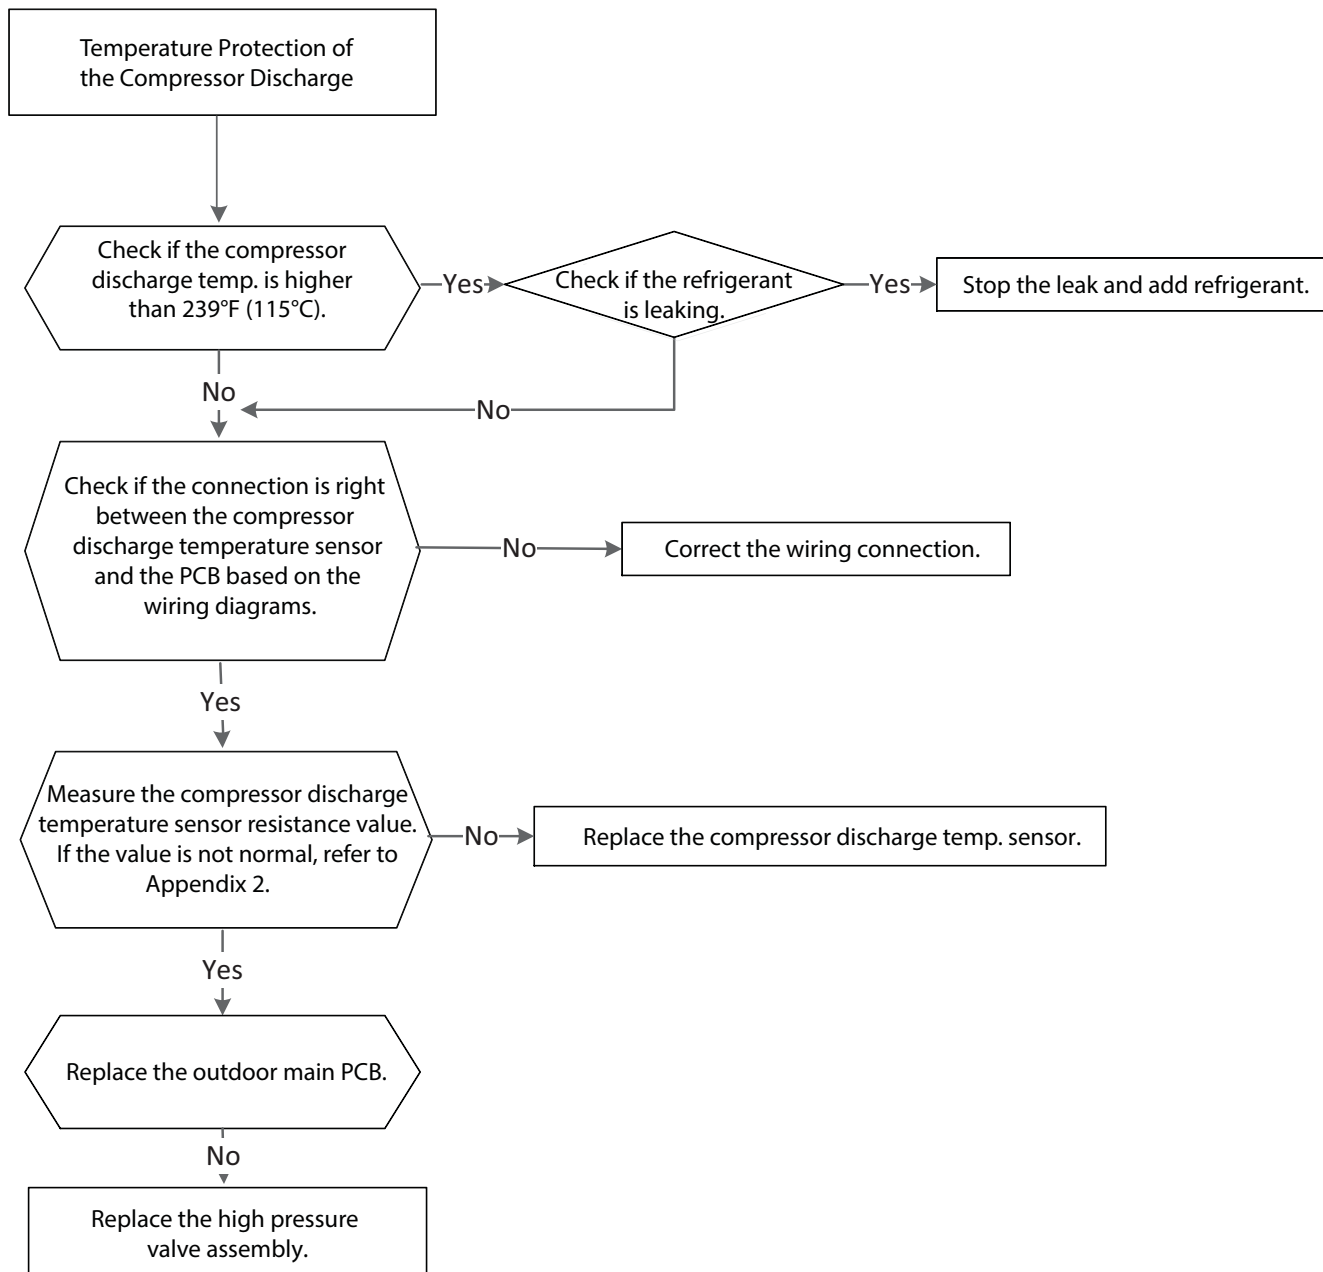 Temperature Protection of
the Compressor Discharge
Check if the compressor
discharge temp. is higher
than 239°F (115°C).
Yes
Check if the refrigerant
is leaking.
Yes
Stop the leak and add refrigerant.
No
No
Check if the connection is right
between the compressor
discharge temperature sensor
and the PCB based on the
wiring diagrams.
No
Correct the wiring connection.
Yes
Measure the compressor discharge
temperature sensor resistance value.
If the value is not normal, refer to
Appendix 2.
No
Replace the compressor discharge temp. sensor.
Yes
Replace the outdoor main PCB.
No
Replace the high pressure
valve assembly.